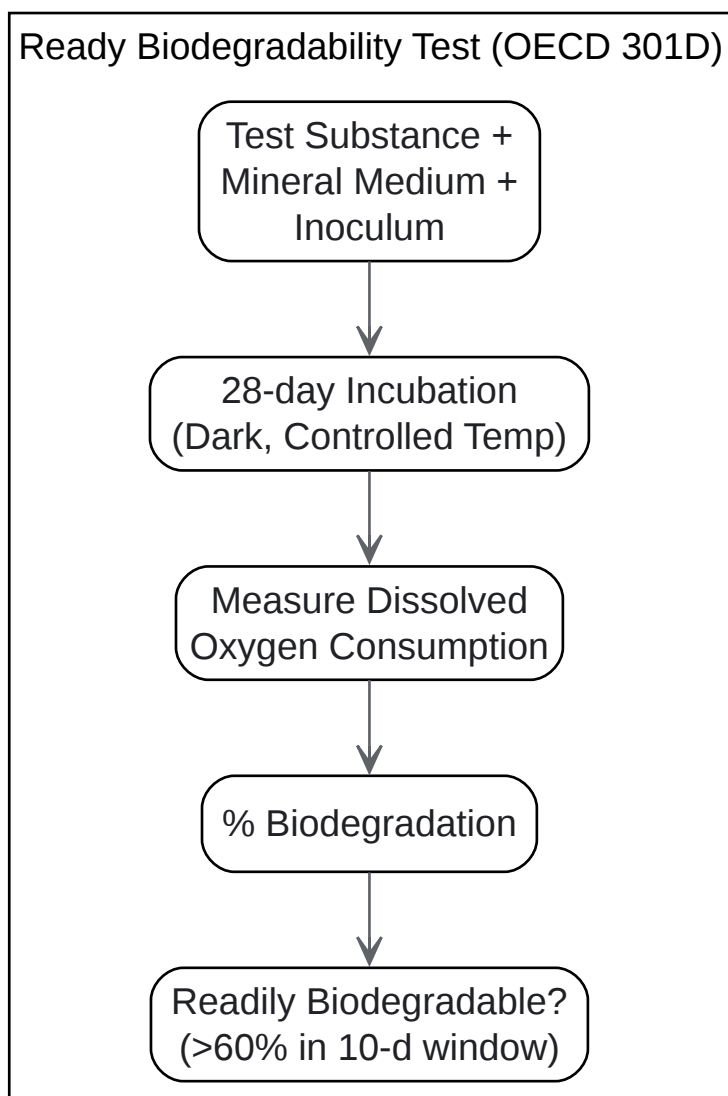 Ready Biodegradability Test (OECD 301D)
Test Substance +
Mineral Medium +
Inoculum
28-day Incubation
(Dark, Controlled Temp)
Measure Dissolved
Oxygen Consumption
% Biodegradation
Readily Biodegradable?
(>60% in 10-d window)